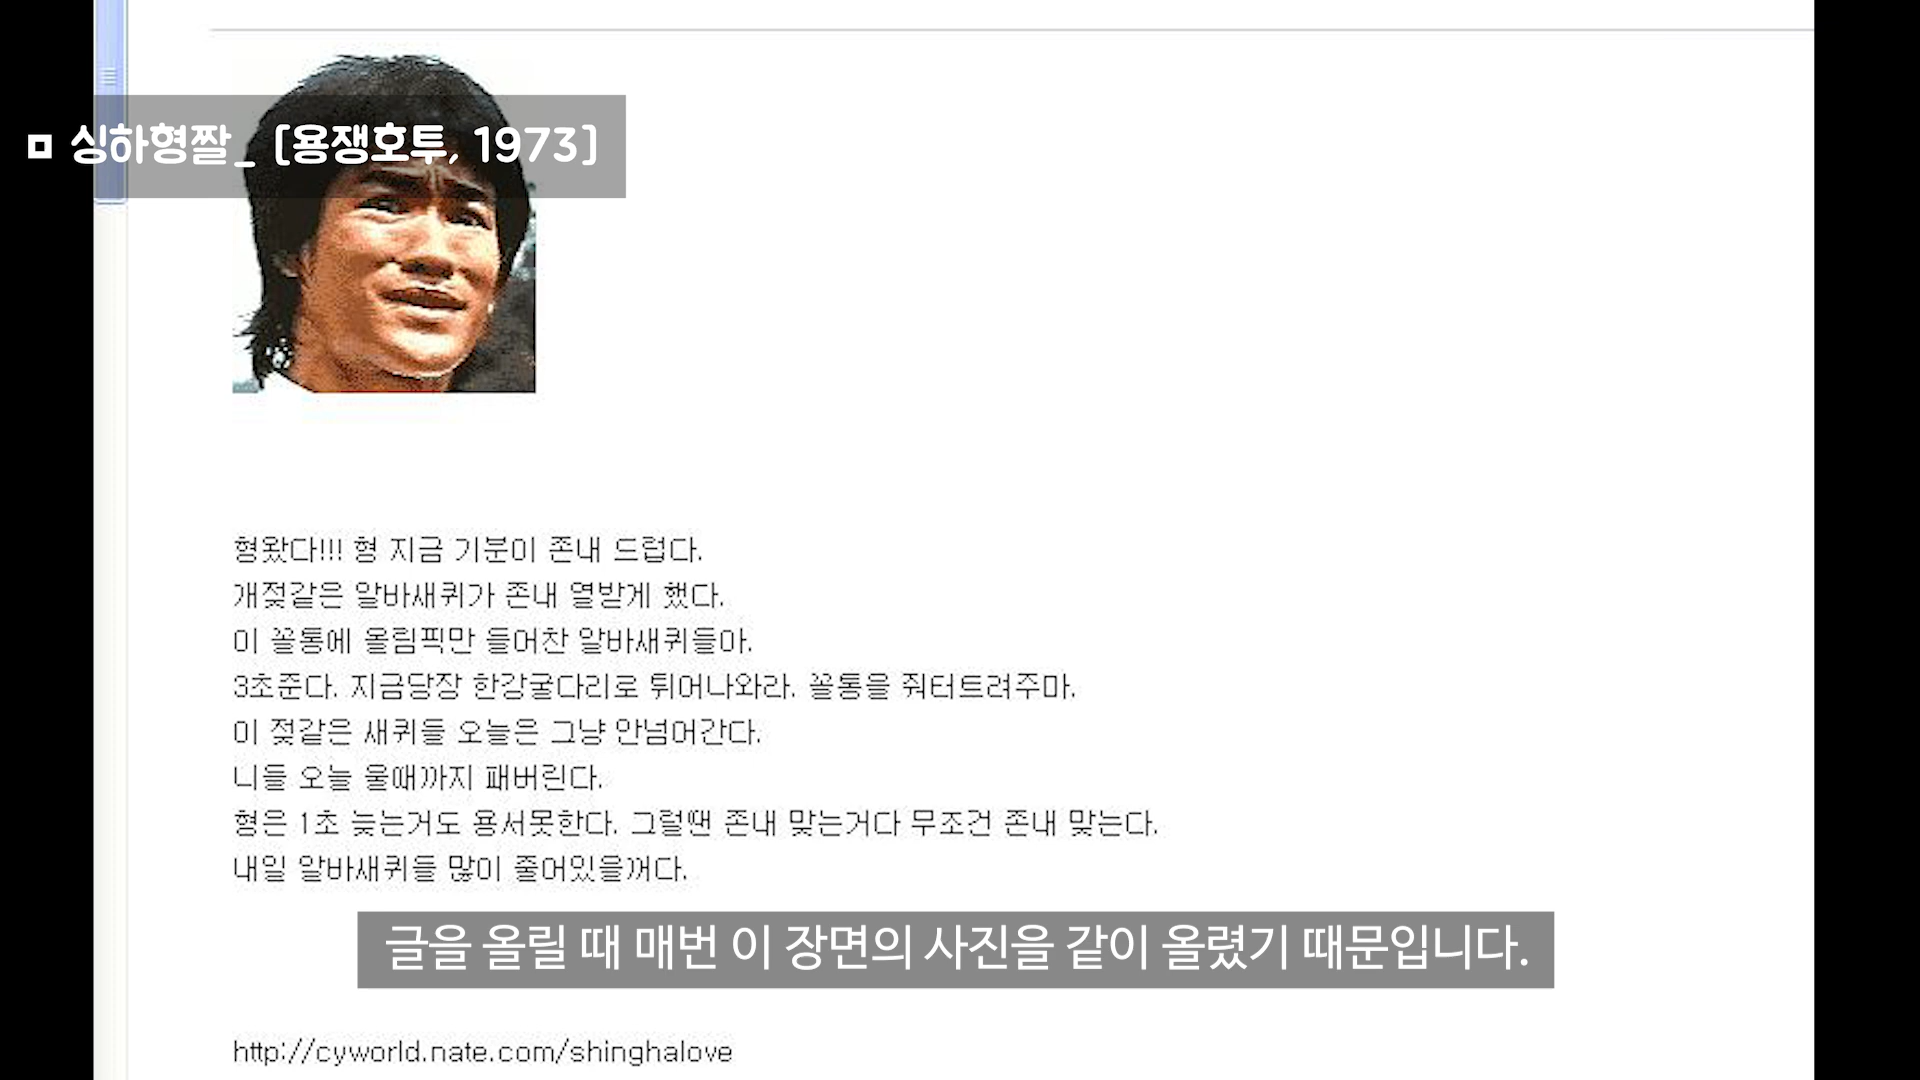 싱하형짤_ [용쟁호투, 1973]
형왔다!!! 형 지금 기분이 존내 드럽다.
개젖같은 알바새퀴가 존내 열받게 했다.
이 꼴통에 올림픽만 들어찬 알바새퀴들아.
3초준다. 지금당장 한강굴다리로 튀어나와라. 꼴통을 줘터트려주마.
이 젖같은 새퀴들 오늘은 그냥 안넘어간다.
니들 오늘 울때까지 패버린다.
형은 1초 늦는거도 용서못한다. 그럴땐 존내 맞는거다 무조건 존내 맞는다.
내일 알바새퀴들 많이 줄어있을꺼다.
글을 올릴 때 매번 이 장면의 사진을 같이 올렸기 때문입니다.
http://cyworld.nate.com/shinghalove